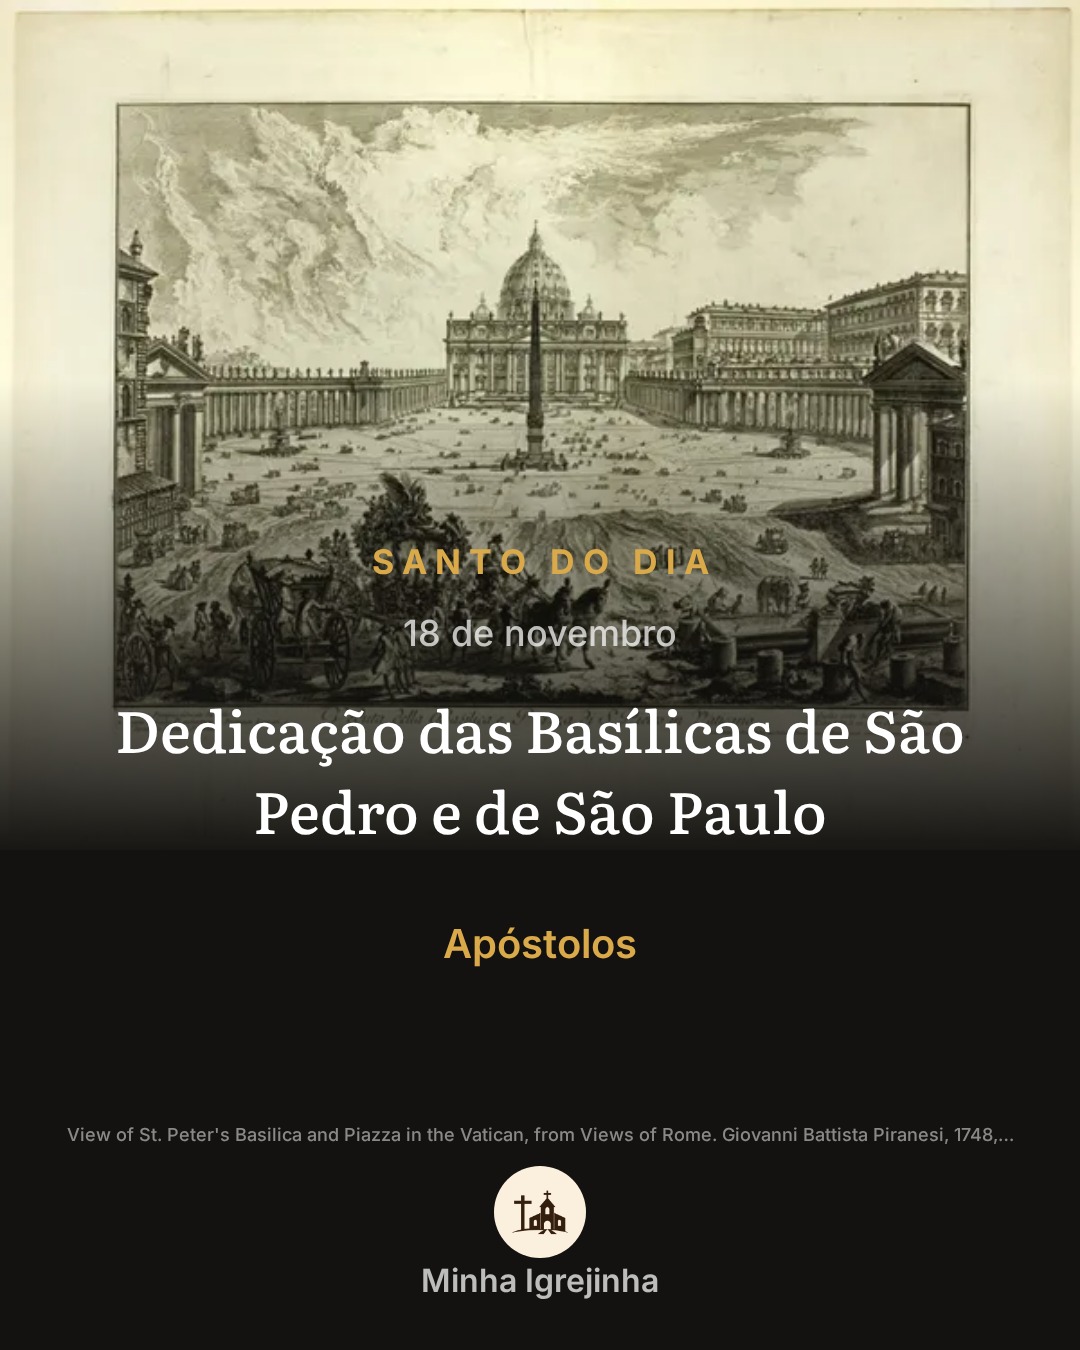 SANTO DO DIA
18 de novembro
Dedicação das Basílicas de São
Pedro e de São Paulo
Apóstolos
View of St. Peter's Basilica and Piazza in the Vatican, from Views of Rome. Giovanni Battista Piranesi, 1748,...
Minha Igrejinha